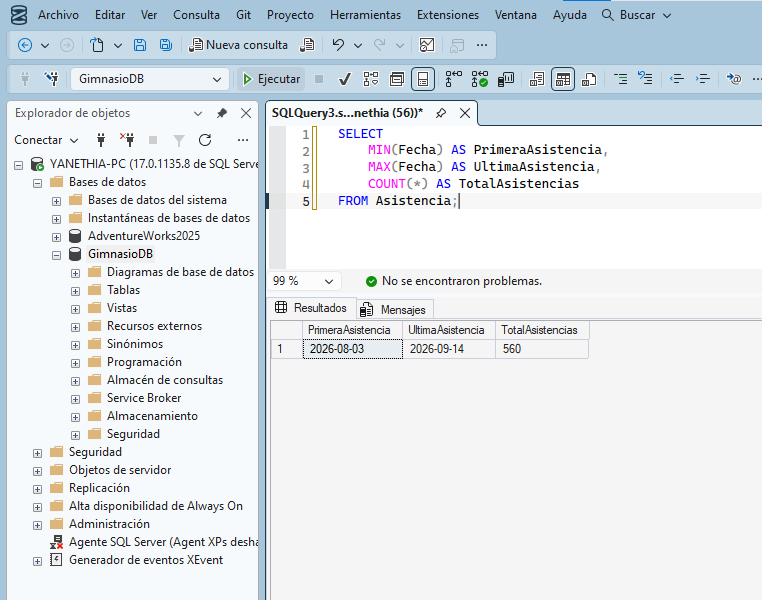 Archivo Editar Ver Consulta Git Proyecto Herramientas Extensiones Ventana Ayuda Buscar
Nueva consulta
GimnasioDB Ejecutar
Explorador de objetos
Conectar
YANETHIA-PC (17.0.1135.8 de SQL Serve
Bases de datos
Bases de datos del sistema
Instantáneas de bases de datos
AdventureWorks2025
GimnasioDB
Diagramas de base de datos
Tablas
Vistas
Recursos externos
Sinónimos
Programación
Almacén de consultas
Service Broker
Almacenamiento
Seguridad
Seguridad
Objetos de servidor
Replicación
Alta disponibilidad de Always On
Administración
Agente SQL Server (Agent XPs desha
Generador de eventos XEvent
SQLQuery3.s...nethia (56))*
1 SELECT
2 MIN(Fecha) AS PrimeraAsistencia,
3 MAX(Fecha) AS UltimaAsistencia,
4 COUNT(*) AS TotalAsistencias
5 FROM Asistencia;
99 % No se encontraron problemas.
Resultados Mensajes
PrimeraAsistencia UltimaAsistencia TotalAsistencias
1 2026-08-03 2026-09-14 560